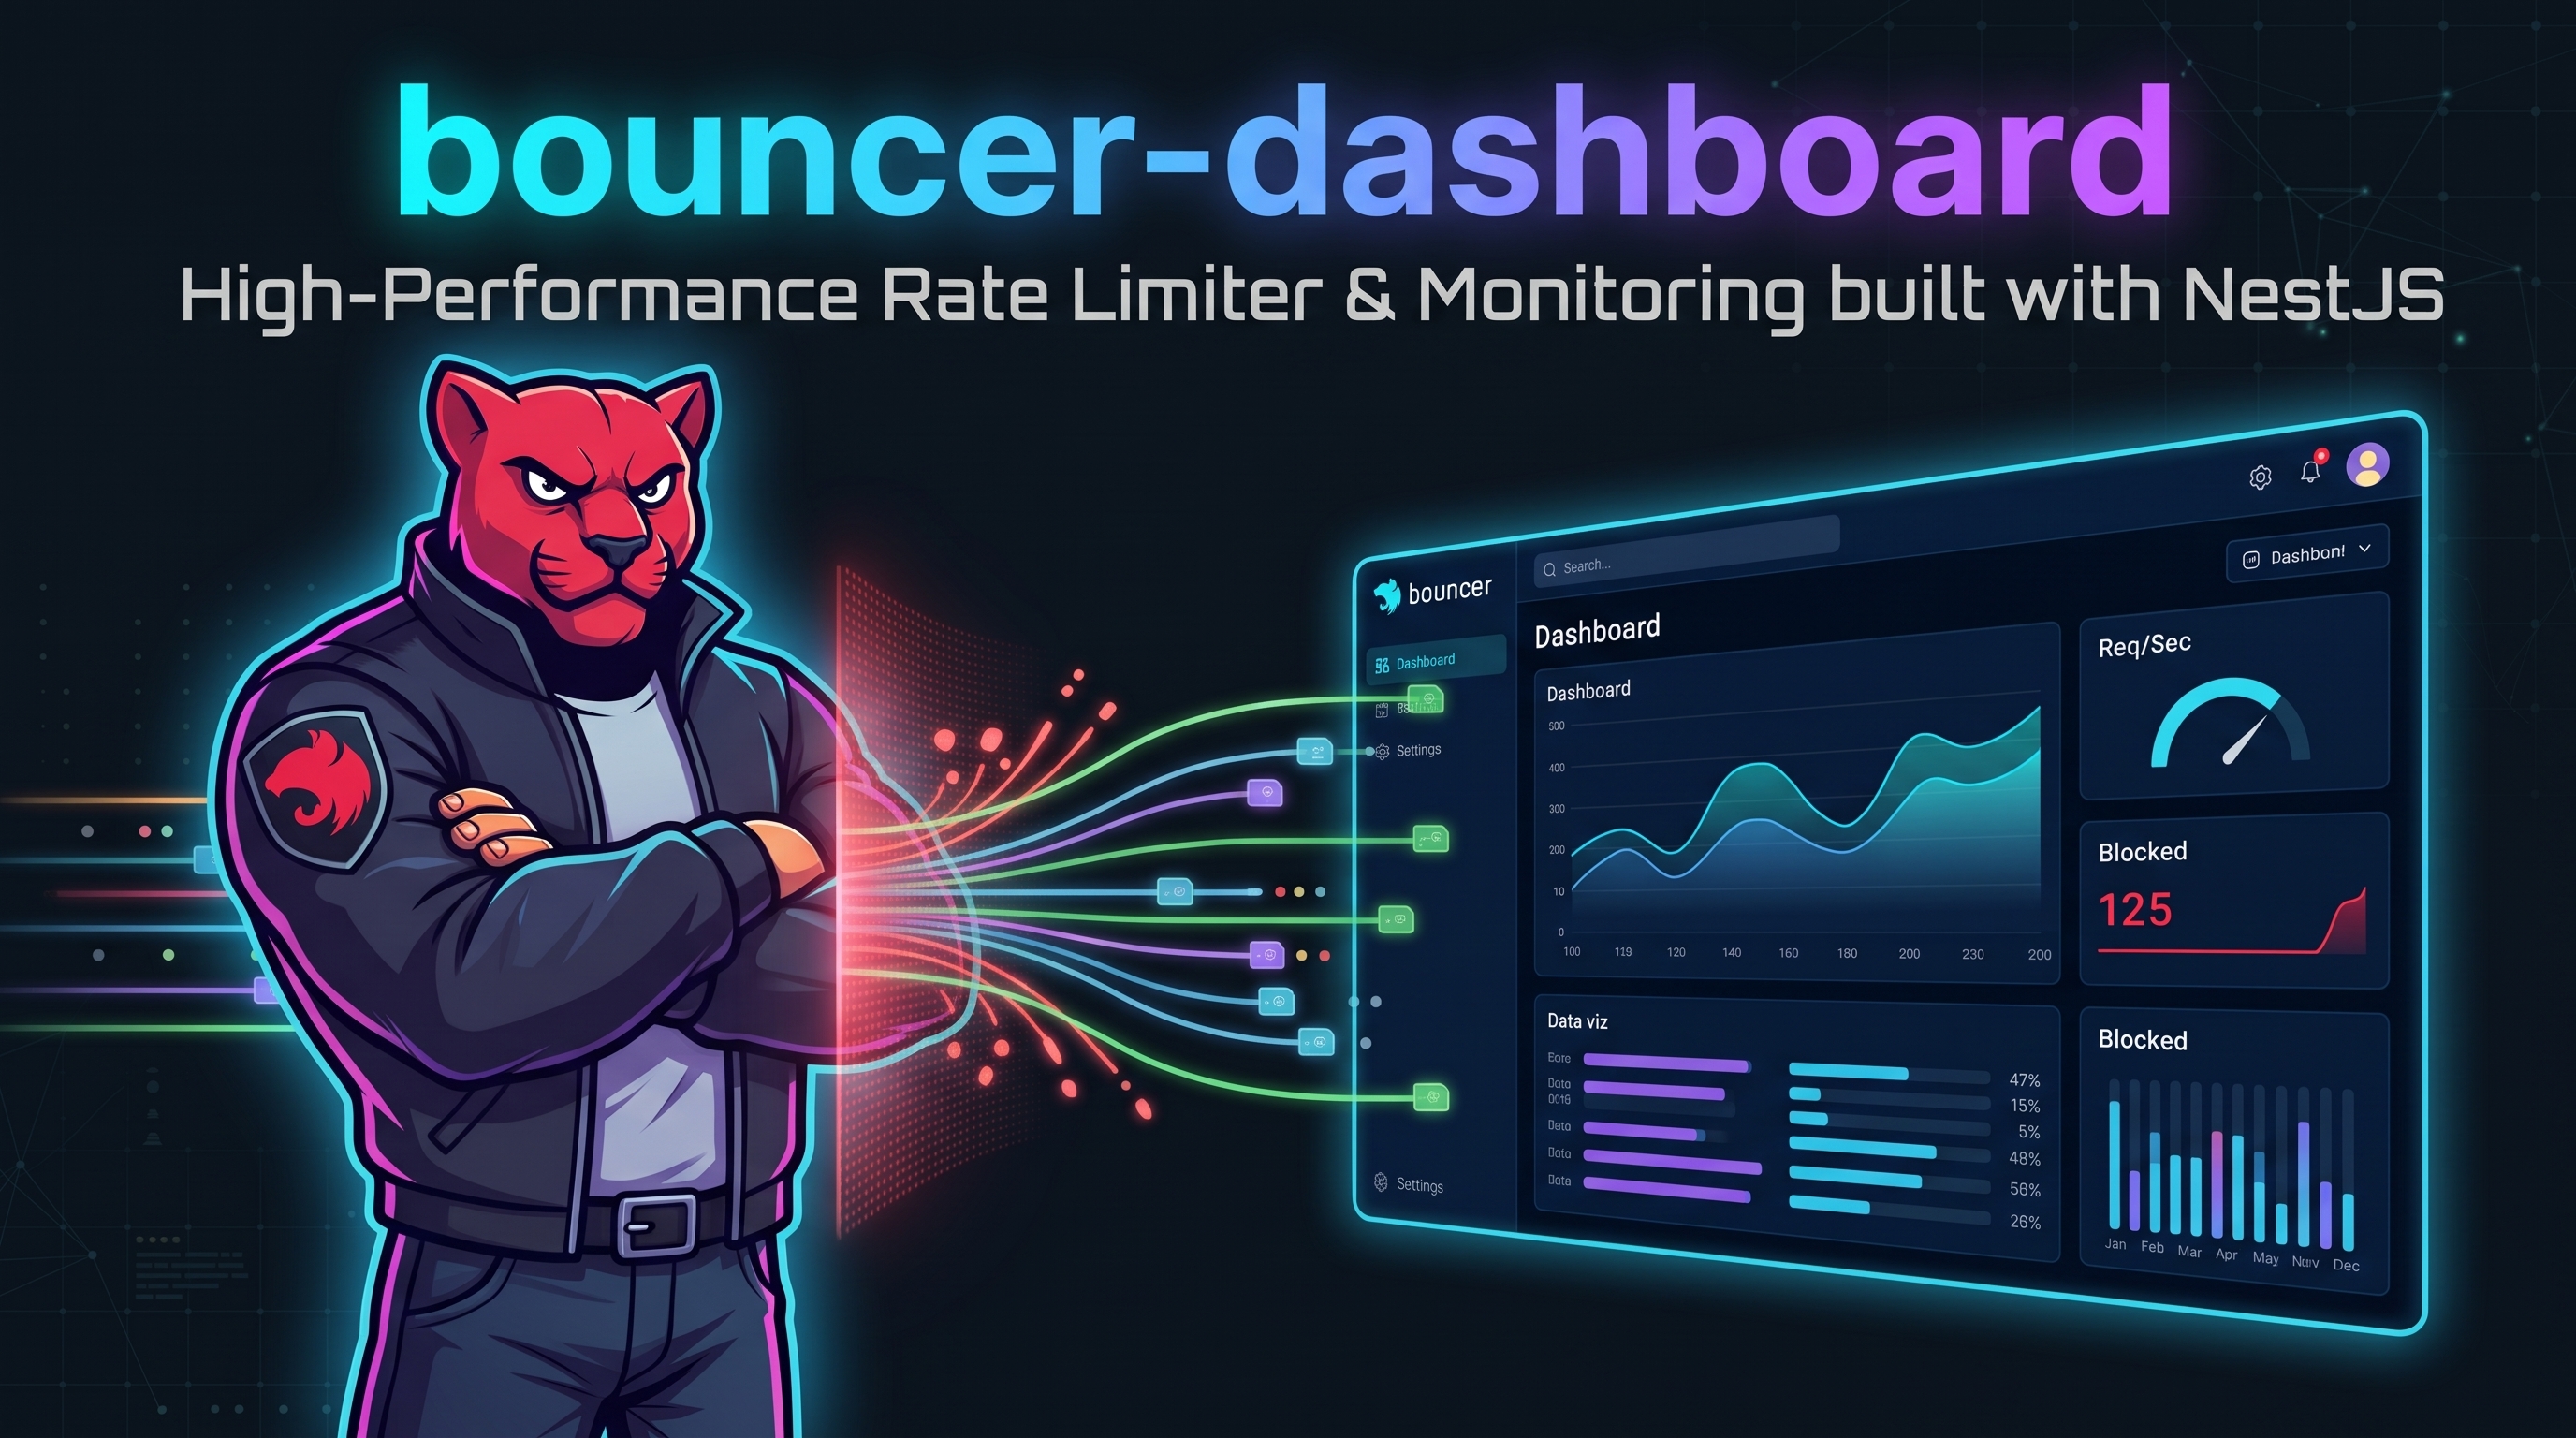 bouncer-dashboard
High-Performance Rate Limiter & Monitoring built with NestJS
bouncer
Search...
Dashbon!
Dashboard
Settings
Settings
Dashboard
Dashboard
500
400
300
200
10
0
100 119 120 140 160 180 200 230 200
Req/Sec
Blocked
125
Data viz
Eore
Data
Data
Data
Data
47%
15%
5%
48%
56%
26%
Blocked
Jan Feb Mar Apr May Dec